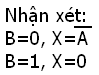 Nhận xét:
B=0, X=A̅
B=1, X=0